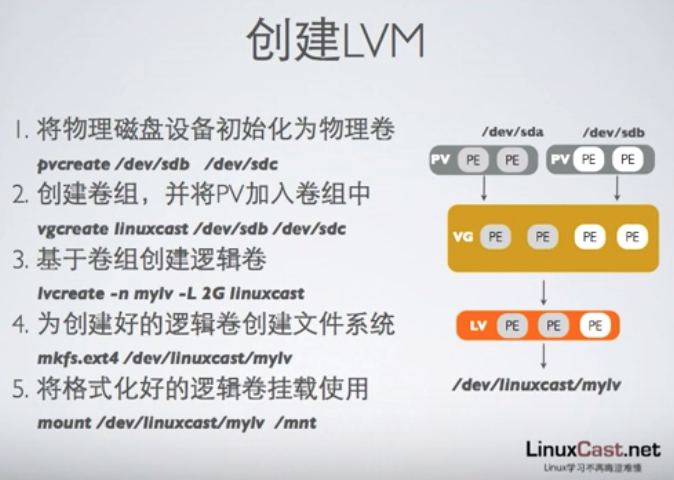 创建LVM
1. 将物理磁盘设备初始化为物理卷
pvcreate /dev/sdb /dev/sdc
2. 创建卷组，并将PV加入卷组中
vgcreate linuxcast /dev/sdb /dev/sdc
3. 基于卷组创建逻辑卷
lvcreate -n mylv -L 2G linuxcast
4. 为创建好的逻辑卷创建文件系统
mkfs.ext4 /dev/linuxcast/mylv
5. 将格式化好的逻辑卷挂载使用
mount /dev/linuxcast/mylv /mnt
/dev/sda /dev/sdb
PV PE PE PV PE PE
VG PE PE PE PE
LV PE PE PE
/dev/linuxcast/mylv
LinuxCast.net
Linux学习不再晦涩难懂